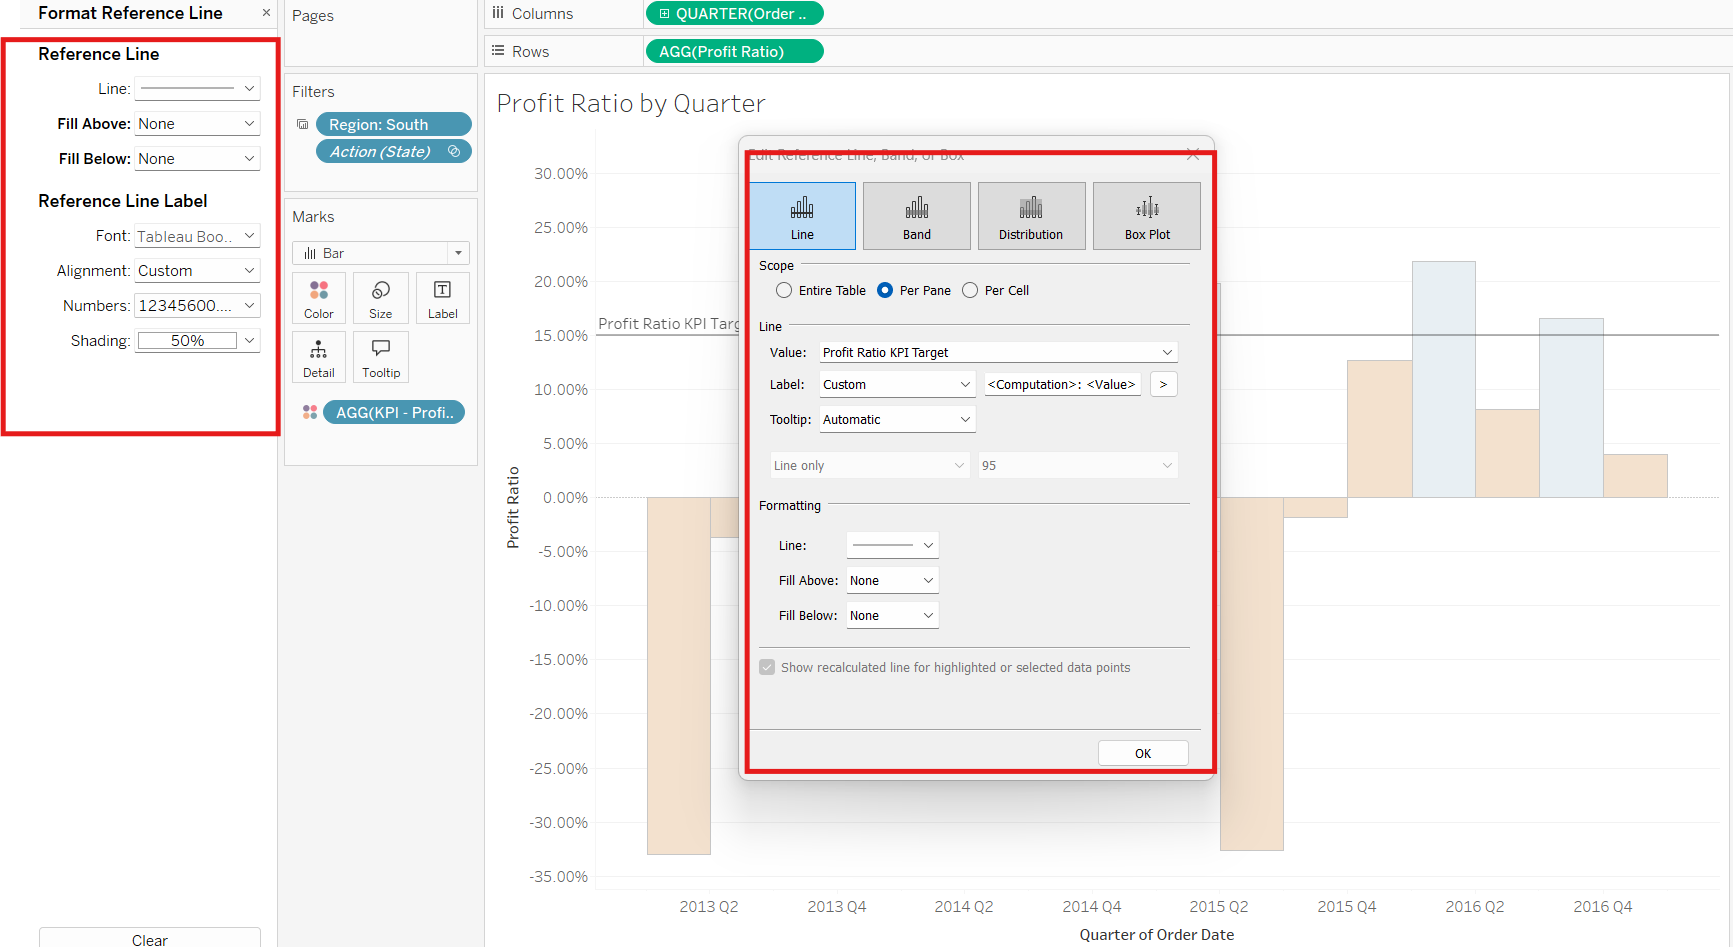 Format Reference Line
Reference Line
Line:
Fill Above: None
Fill Below: None
Reference Line Label
Font: Tableau Boo..
Alignment: Custom
Numbers: 12345600....
Shading: 50%
Clear
Pages
Filters
Region: South
Action (State)
Marks
Bar
Color
Size
Label
Detail
Tooltip
AGG(KPI - Profi..
Columns
QUARTER(Order ..
Rows
AGG(Profit Ratio)
Profit Ratio by Quarter
30.00%
25.00%
20.00%
15.00%
10.00%
5.00%
0.00%
-5.00%
-10.00%
-15.00%
-20.00%
-25.00%
-30.00%
-35.00%
Profit Ratio
Profit Ratio KPI Targ
2013 Q2
2013 Q4
2014 Q2
2014 Q4
2015 Q2
2015 Q4
2016 Q2
2016 Q4
Quarter of Order Date
Edit Reference Line, Band, or Box
Line
Band
Distribution
Box Plot
Scope
Entire Table
Per Pane
Per Cell
Line
Value: Profit Ratio KPI Target
Label: Custom <Computation>: <Value> >
Tooltip: Automatic
Line only 95
Formatting
Line:
Fill Above: None
Fill Below: None
Show recalculated line for highlighted or selected data points
OK